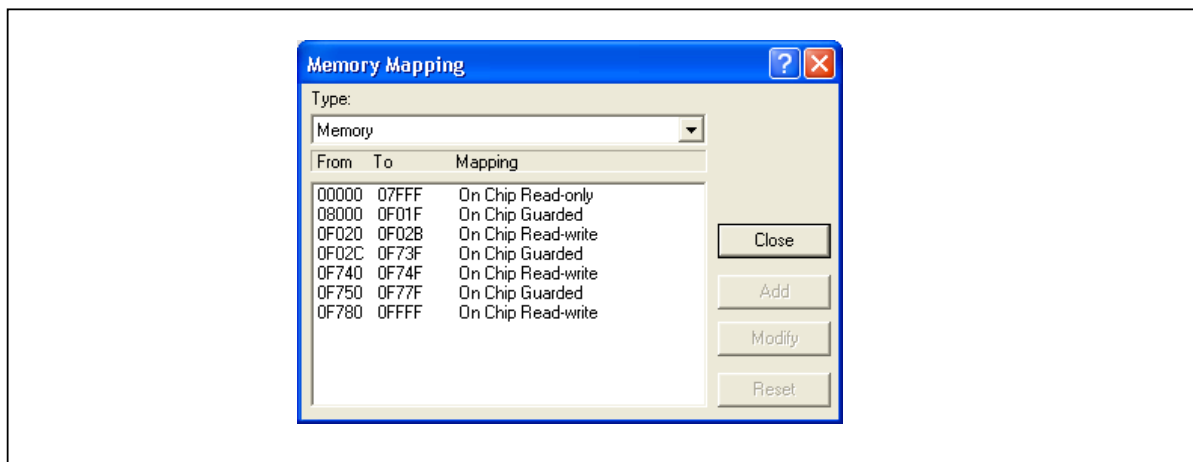 Memory Mapping
Type:
Memory
From To Mapping
00000 07FFF On Chip Read-only
08000 0F01F On Chip Guarded
0F020 0F02B On Chip Read-write
0F02C 0F73F On Chip Guarded
0F740 0F74F On Chip Read-write
0F750 0F77F On Chip Guarded
0F780 0FFFF On Chip Read-write
Close
Add
Modify
Reset